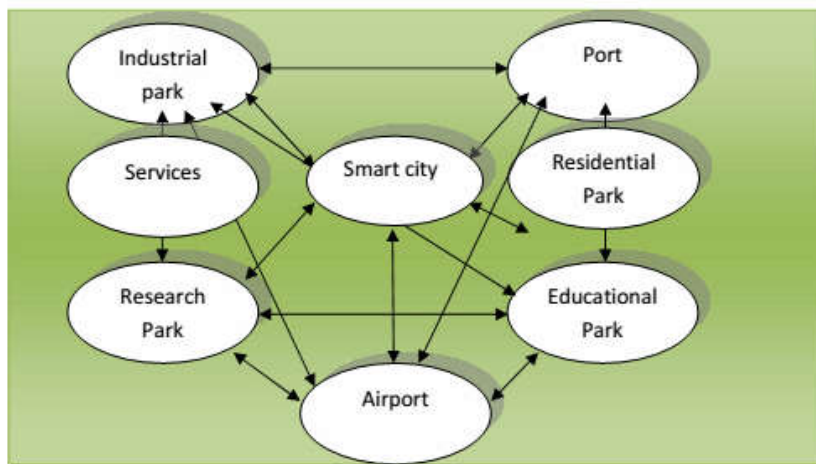 Industrial
park
Port
Services
Smart city
Residential
Park
Research
Park
Educational
Park
Airport